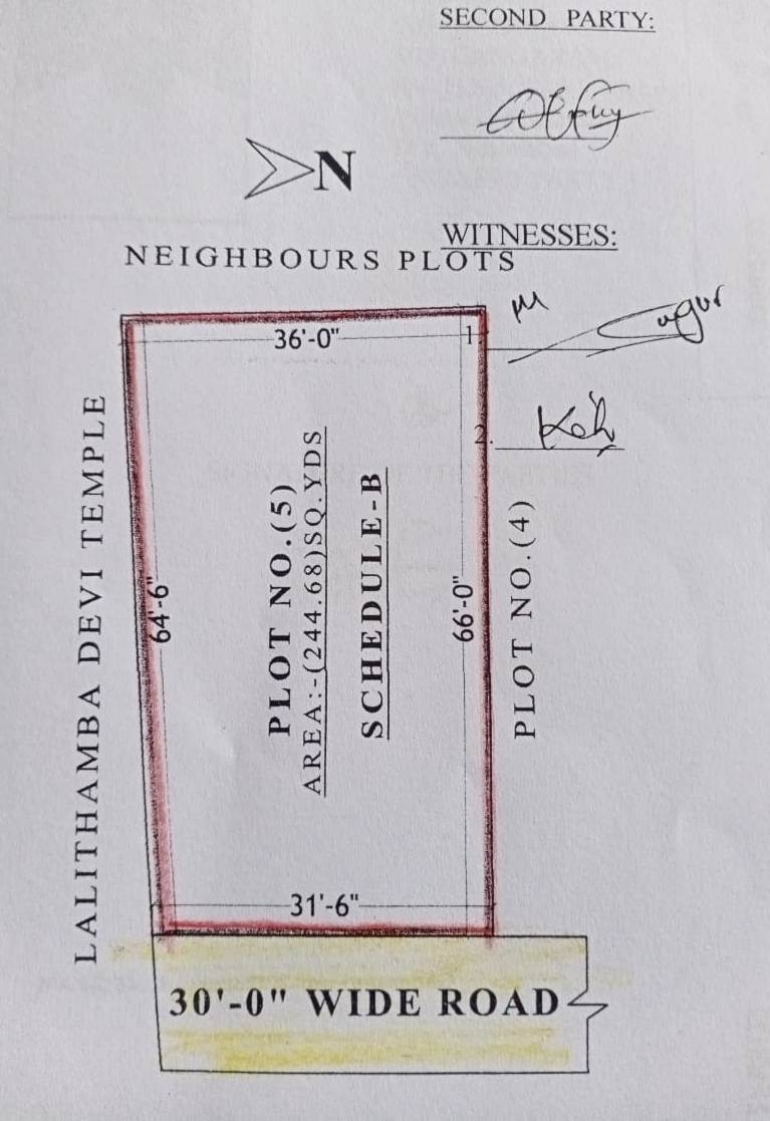 SECOND PARTY:
N
WITNESSES:
NEIGHBOURS PLOTS
36'-0"
1.
2.
LALITHAMBA DEVI TEMPLE
64'-6"
PLOT NO.(5)
AREA:-(244.68)SQ.YDS
SCHEDULE-B
66'-0"
PLOT NO.(4)
31'-6"
30'-0" WIDE ROAD